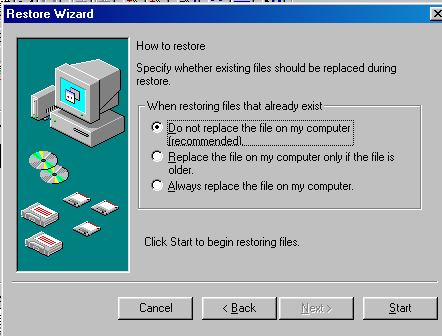 Restore Wizard
How to restore
Specify whether existing files should be replaced during
restore.
When restoring files that already exist
Do not replace the file on my computer
(recommended).
Replace the file on my computer only if the file is
older.
Always replace the file on my computer.
Click Start to begin restoring files.
Cancel
< Back
Next >
Start